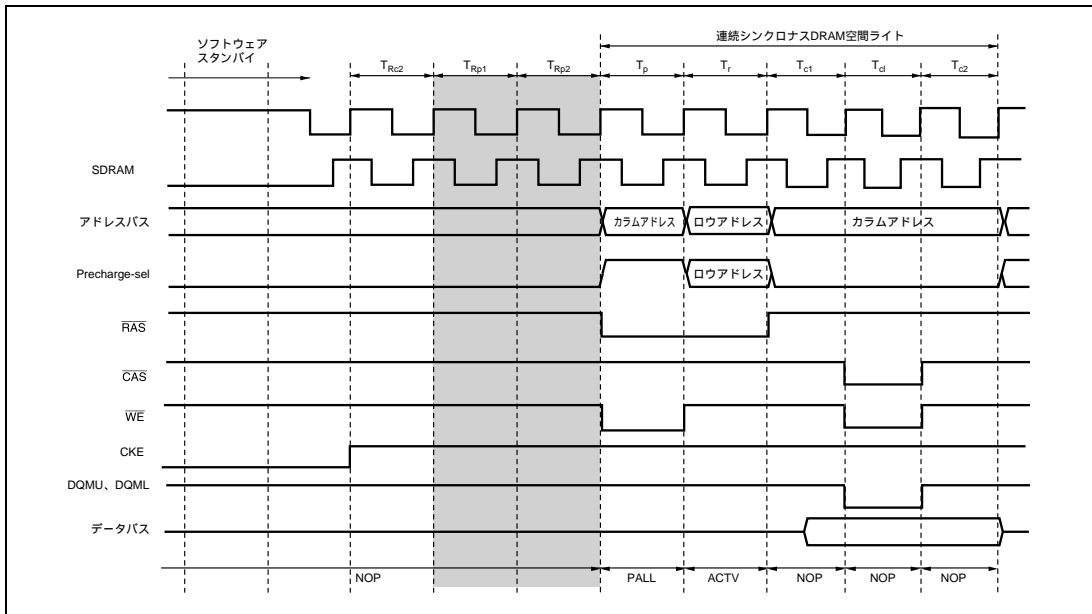 連続シンクロナスDRAM空間ライト
ソフトウェア
スタンバイ
TRc2 TRp1 TRp2 Tp Tr Tc1 Tcl Tc2
SDRAM
アドレスバス カラムアドレス ロウアドレス カラムアドレス
Precharge-sel ロウアドレス
RAS
CAS
WE
CKE
DQMU、DQML
データバス
NOP PALL ACTV NOP NOP NOP